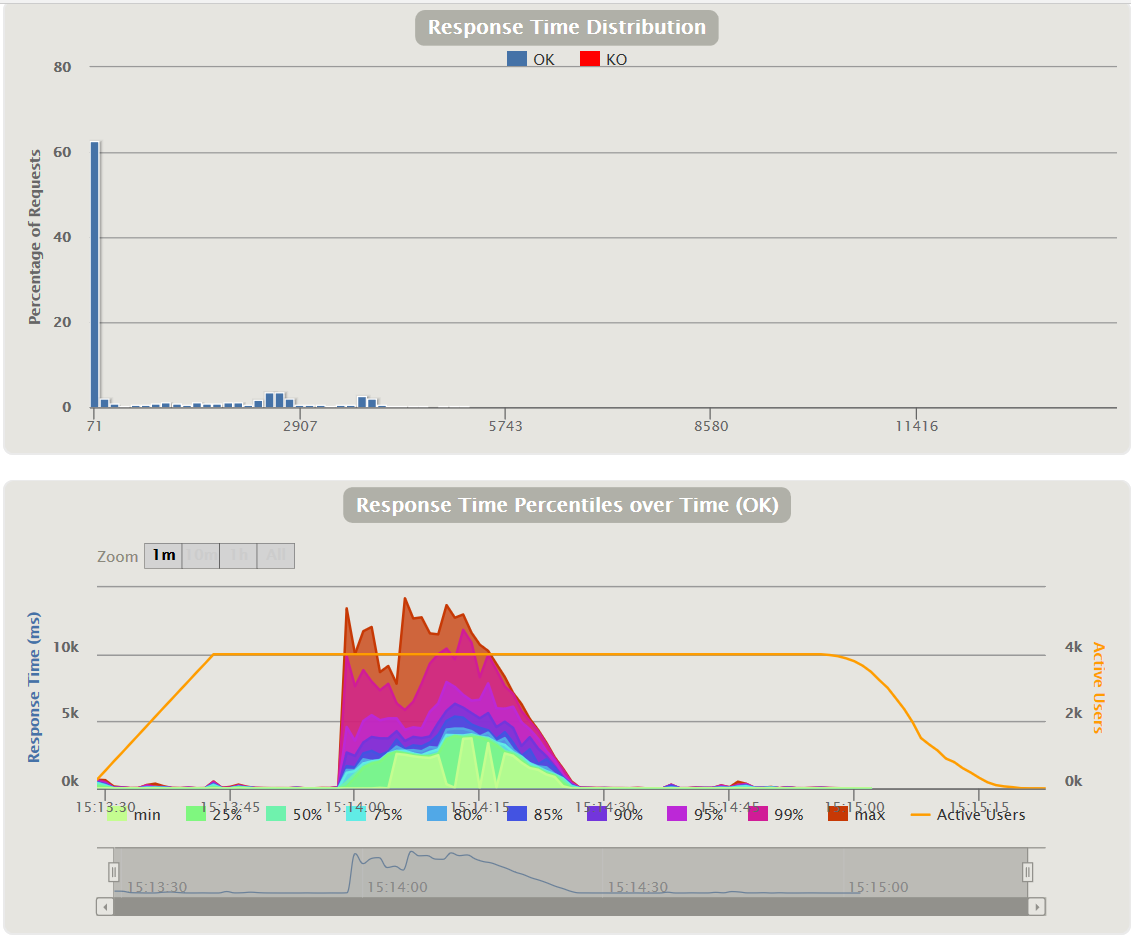 Response Time Distribution
OK KO
80
60
40
20
0
Percentage of Requests
71 2907 5743 8580 11416
Response Time Percentiles over Time (OK)
Zoom 1m 10m 1h All
Response Time (ms)
10k
5k
0k
4k
2k
0k
Active Users
15:13:30 15:13:45 15:14:00 15:14:15 15:14:30 15:14:45 15:15:00 15:15:15
min 25% 50% 75% 80% 85% 90% 95% 99% max Active Users
15:13:30 15:14:00 15:14:30 15:15:00